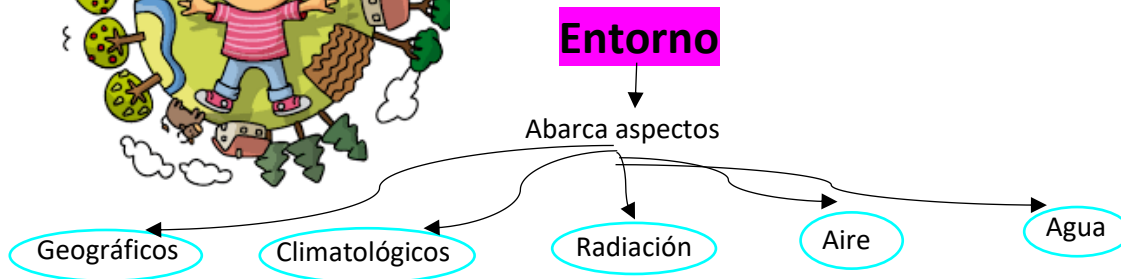 Entorno
Abarca aspectos
Geográficos
Climatológicos
Radiación
Aire
Agua